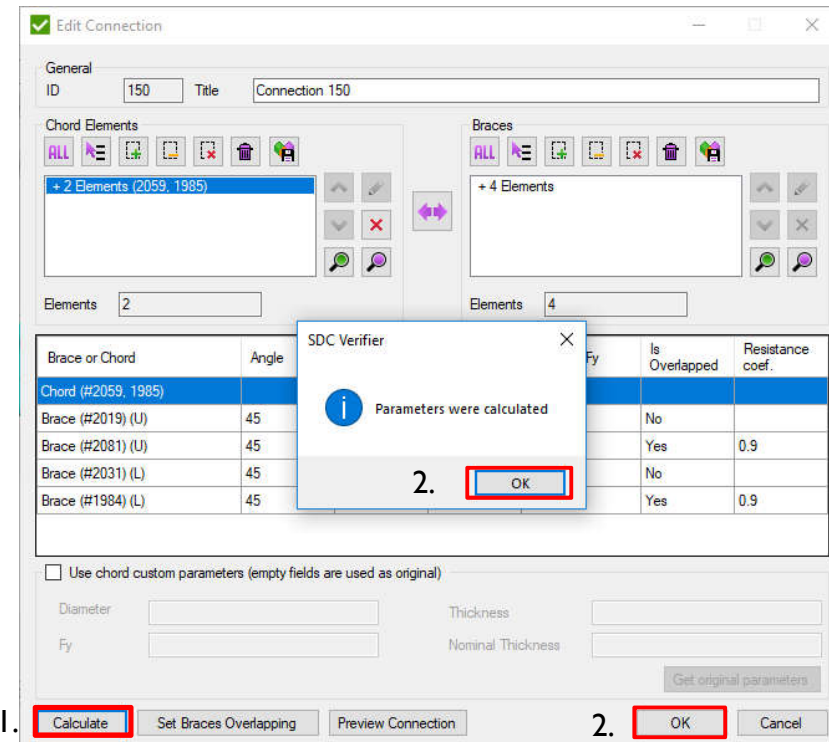 Edit Connection
General
ID 150 Title Connection 150
Chord Elements
ALL
+ 2 Elements (2059, 1985)
Elements 2
Braces
ALL
+ 4 Elements
Elements 4
Brace or Chord Angle Fy Is Overlapped Resistance coef.
Chord (#2059, 1985)
Brace (#2019) (U) 45 No
Brace (#2081) (U) 45 Yes 0.9
Brace (#2031) (L) 45 No
Brace (#1984) (L) 45 Yes 0.9
SDC Verifier
Parameters were calculated
2. OK
Use chord custom parameters (empty fields are used as original)
Diameter Thickness
Fy Nominal Thickness
Get original parameters
1. Calculate Set Braces Overlapping Preview Connection 2. OK Cancel